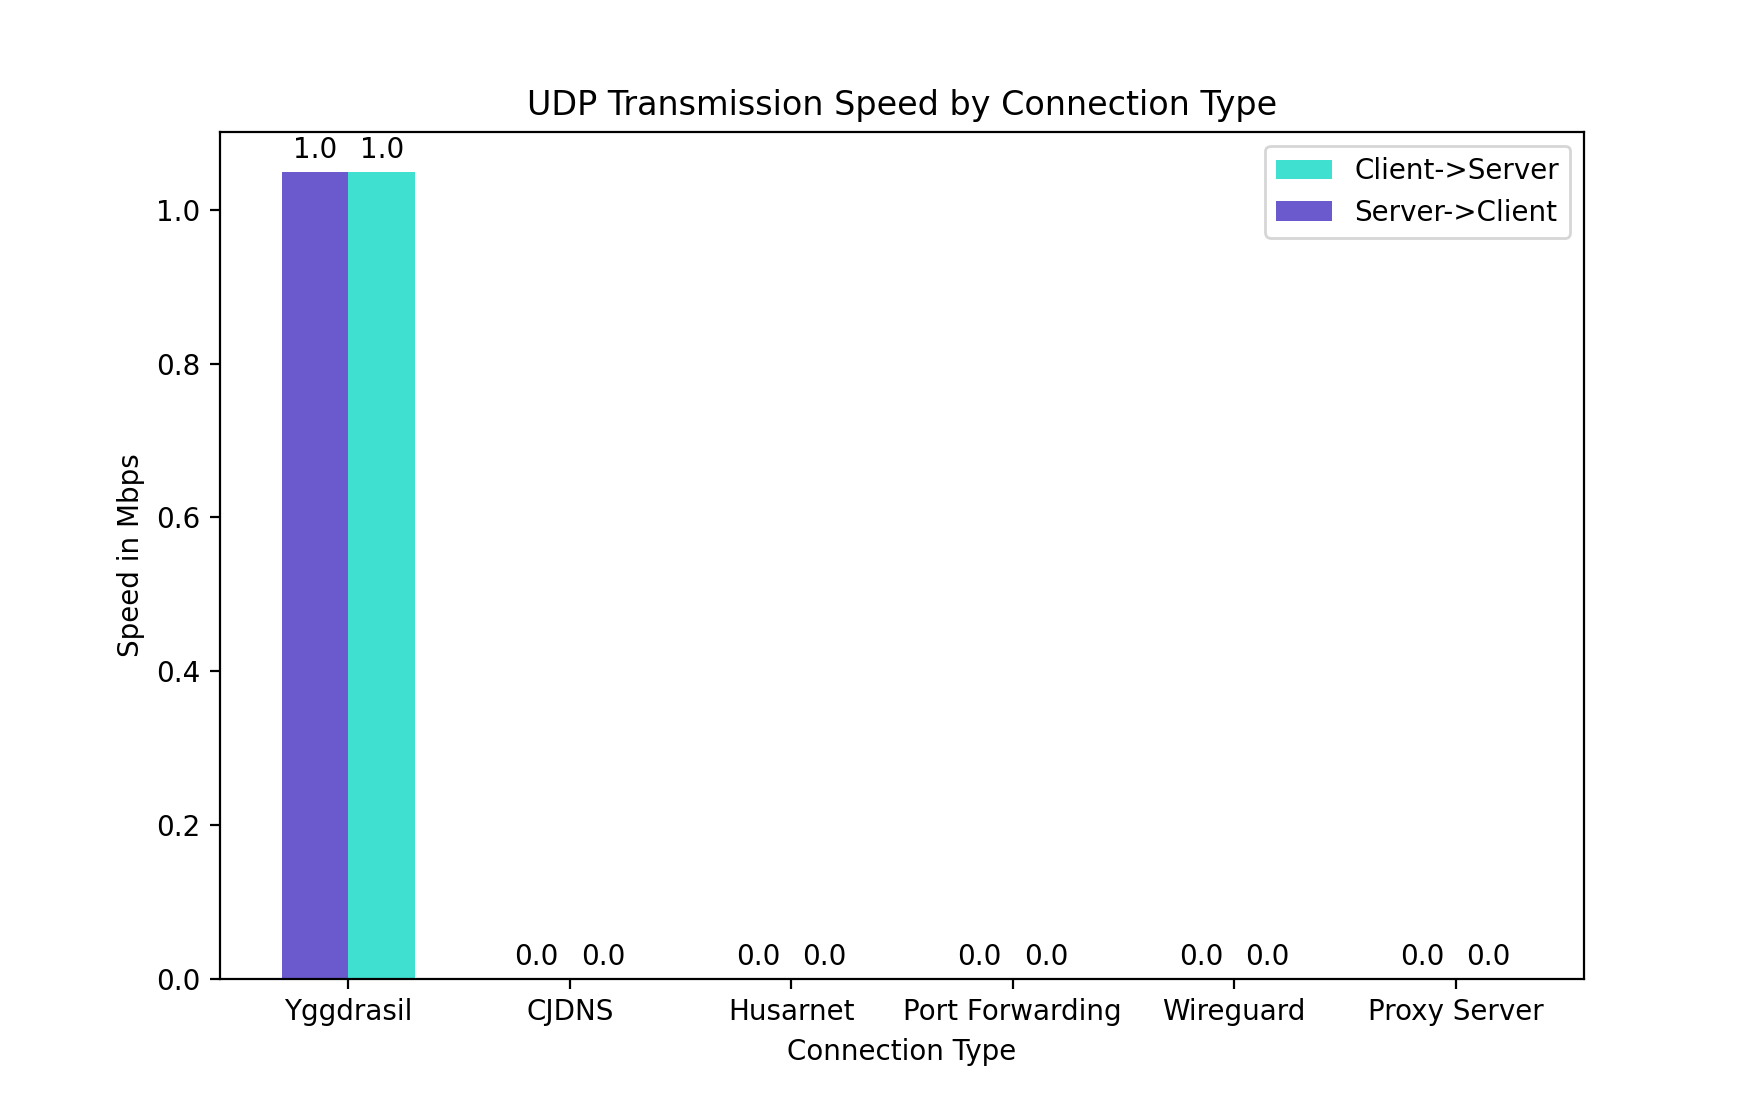 UDP Transmission Speed by Connection Type
1.0 1.0
Client->Server
Server->Client
1.0
0.8
0.6
0.4
0.2
0.0
Speed in Mbps
0.0 0.0 0.0 0.0 0.0 0.0 0.0 0.0 0.0 0.0
Yggdrasil CJDNS Husarnet Port Forwarding Wireguard Proxy Server
Connection Type